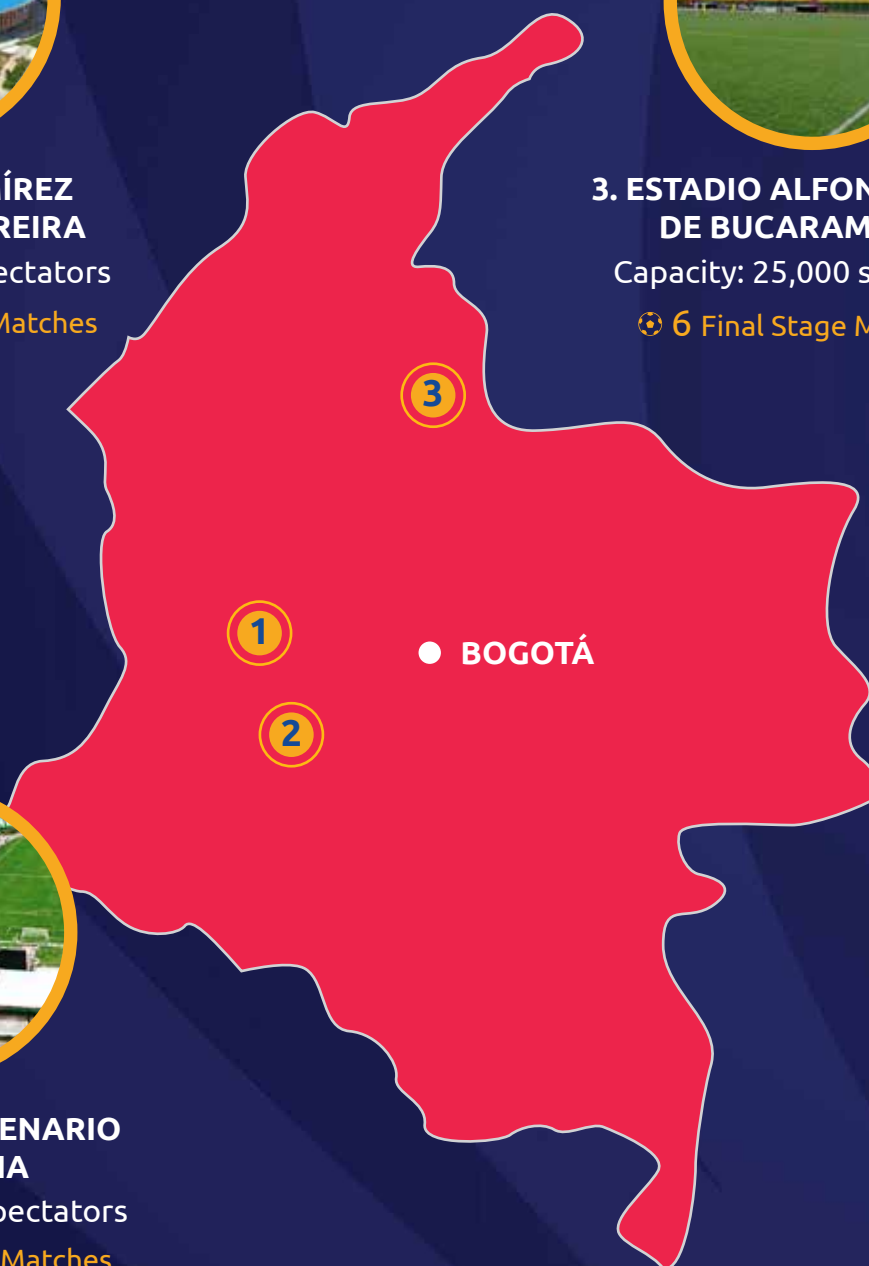 ÍREZ
REIRA
ectators
Matches
3. ESTADIO ALFON
DE BUCARAM
Capacity: 25,000 s
6 Final Stage M
3
1
BOGOTÁ
2
ENARIO
IA
pectators
Matches